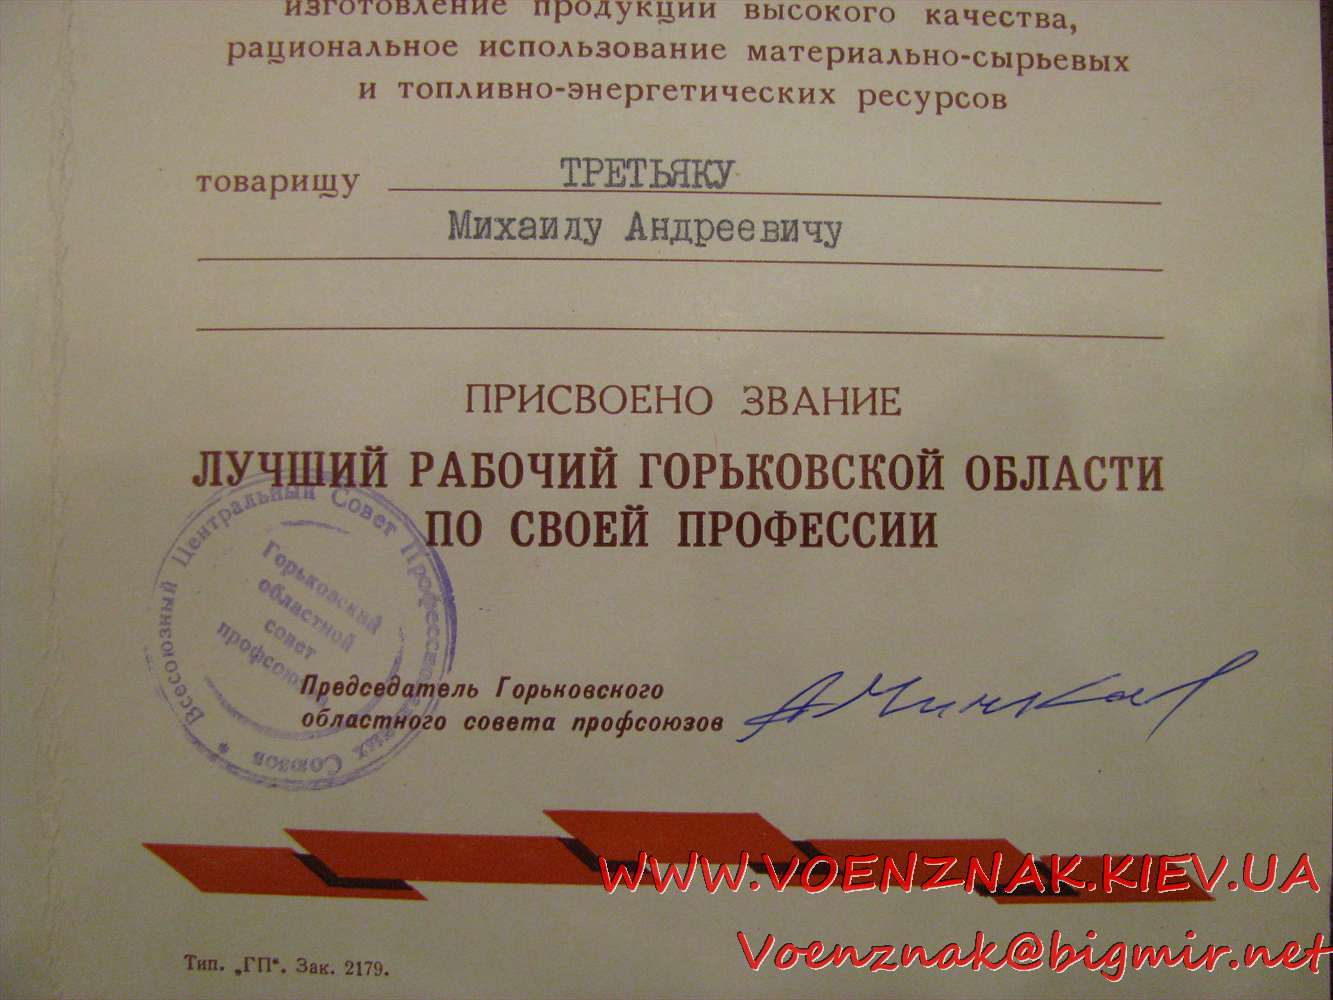 изготовление продукции высокого качества,
рациональное использование материально-сырьевых
и топливно-энергетических ресурсов
товарищу ТРЕТЬЯКУ
Михаилу Андреевичу
ПРИСВОЕНО ЗВАНИЕ
ЛУЧШИЙ РАБОЧИЙ ГОРЬКОВСКОЙ ОБЛАСТИ
ПО СВОЕЙ ПРОФЕССИИ
Всесоюзный Центральный Совет Профессиональных Союзов *
Горьковский
областной
совет
профсоюзов
Председатель Горьковского
областного совета профсоюзов
WWW.VOENZNAK.KIEV.UA
Voenznak@bigmir.net
Тип. „ГП“. Зак. 2179.